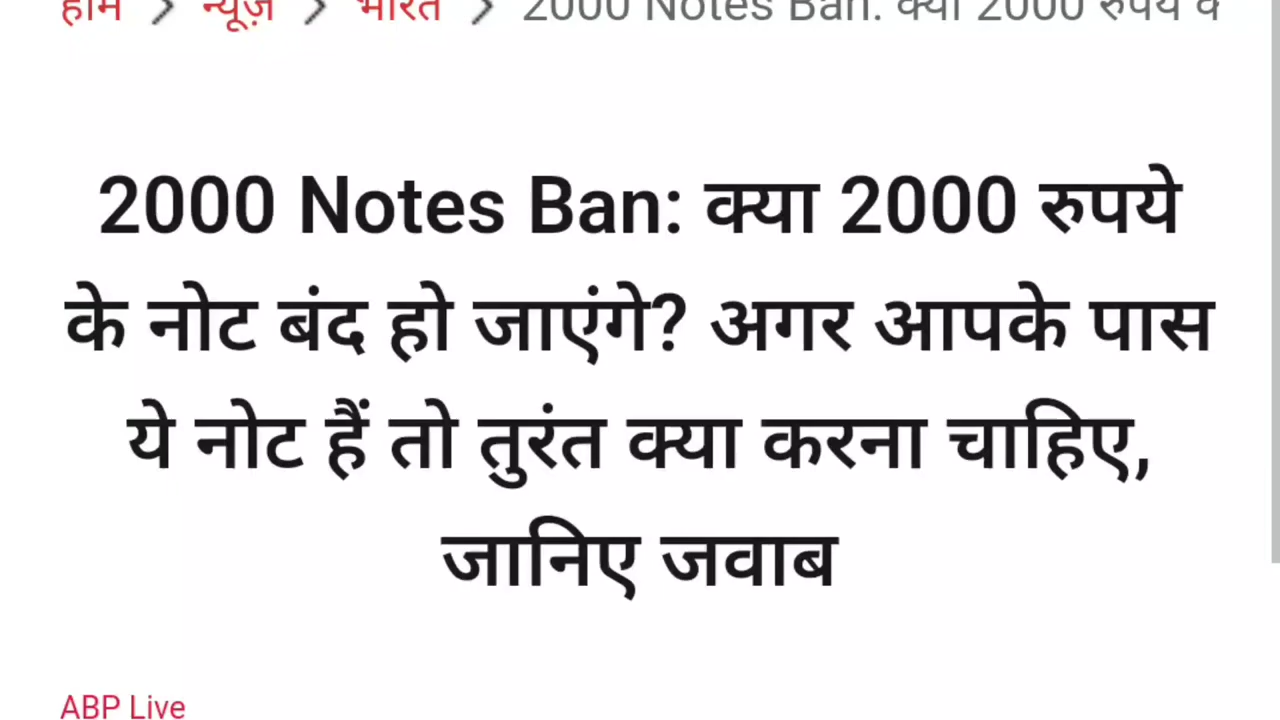 होम > न्यूज़ > भारत > 2000 Notes Ban: क्या 2000 रुपये
2000 Notes Ban: क्या 2000 रुपये
के नोट बंद हो जाएंगे? अगर आपके पास
ये नोट हैं तो तुरंत क्या करना चाहिए,
जानिए जवाब
ABP Live